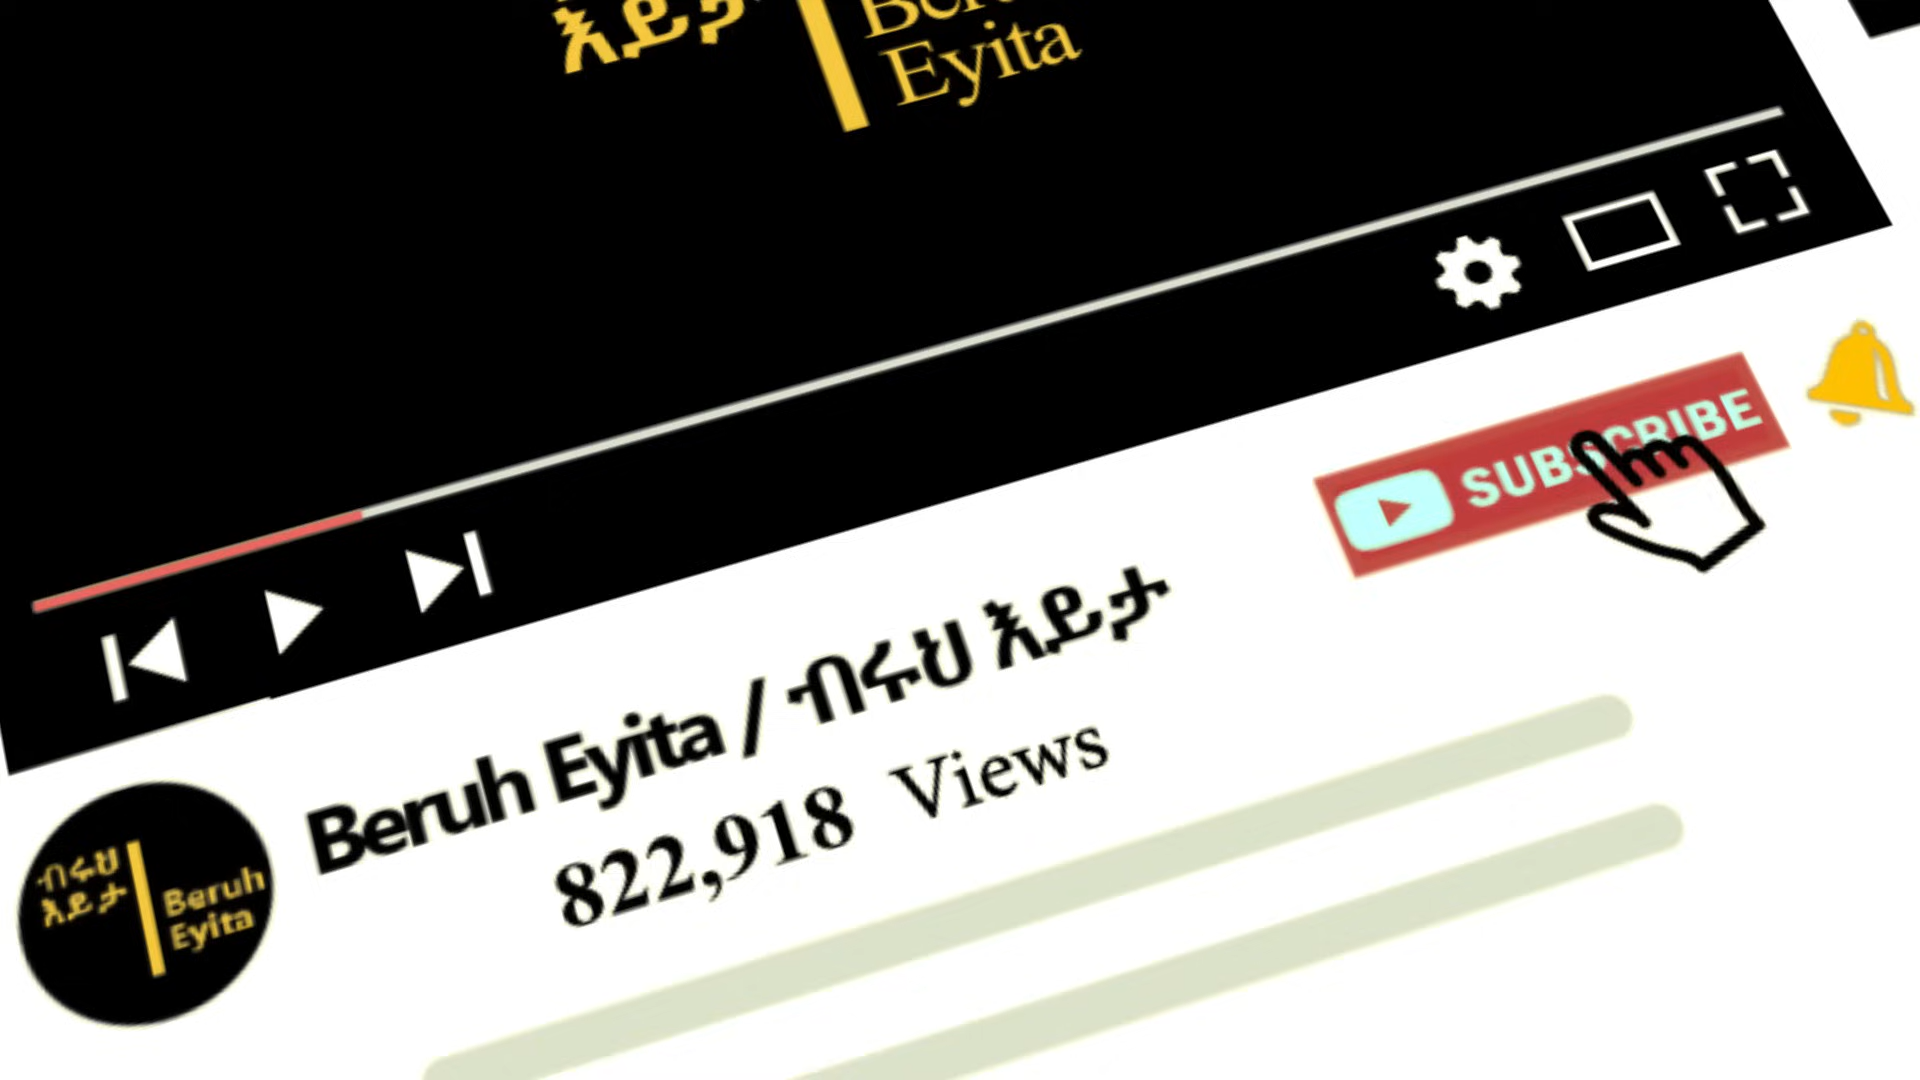 እይታ
Eyita
SUBSCRIBE
Beruh Eyita / ብሩህ እይታ
822,918 Views
ብሩህ
እይታ
Beruh
Eyita